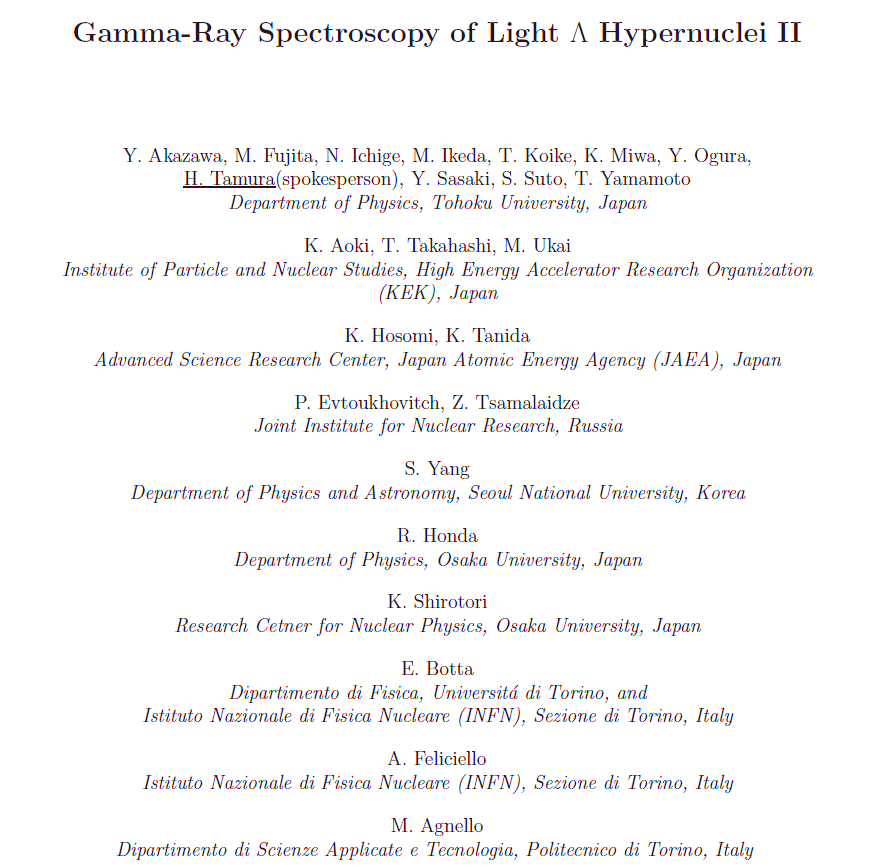 Gamma-Ray Spectroscopy of Light Λ Hypernuclei II
Y. Akazawa, M. Fujita, N. Ichige, M. Ikeda, T. Koike, K. Miwa, Y. Ogura,
H. Tamura(spokesperson), Y. Sasaki, S. Suto, T. Yamamoto
Department of Physics, Tohoku University, Japan
K. Aoki, T. Takahashi, M. Ukai
Institute of Particle and Nuclear Studies, High Energy Accelerator Research Organization
(KEK), Japan
K. Hosomi, K. Tanida
Advanced Science Research Center, Japan Atomic Energy Agency (JAEA), Japan
P. Evtoukhovitch, Z. Tsamalaidze
Joint Institute for Nuclear Research, Russia
S. Yang
Department of Physics and Astronomy, Seoul National University, Korea
R. Honda
Department of Physics, Osaka University, Japan
K. Shirotori
Research Cetner for Nuclear Physics, Osaka University, Japan
E. Botta
Dipartimento di Fisica, Universitá di Torino, and
Istituto Nazionale di Fisica Nucleare (INFN), Sezione di Torino, Italy
A. Feliciello
Istituto Nazionale di Fisica Nucleare (INFN), Sezione di Torino, Italy
M. Agnello
Dipartimento di Scienze Applicate e Tecnologia, Politecnico di Torino, Italy